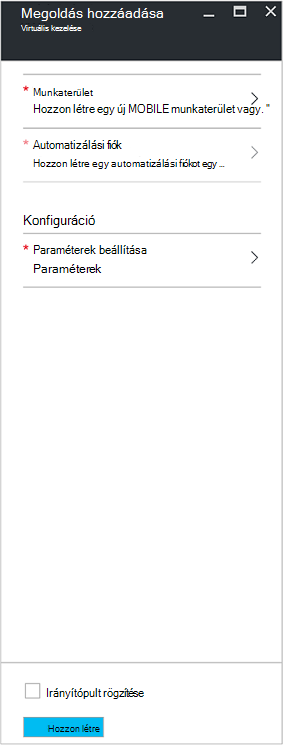 Megoldás hozzáadása
Virtuális kezelése
* Munkaterület
Hozzon létre egy új MOBILE munkaterület vagy. "
* Automatizálási fiók
Hozzon létre egy automatizálási fiókot egy ...
Konfiguráció
* Paraméterek beállítása
Paraméterek
Irányítópult rögzítése
Hozzon létre